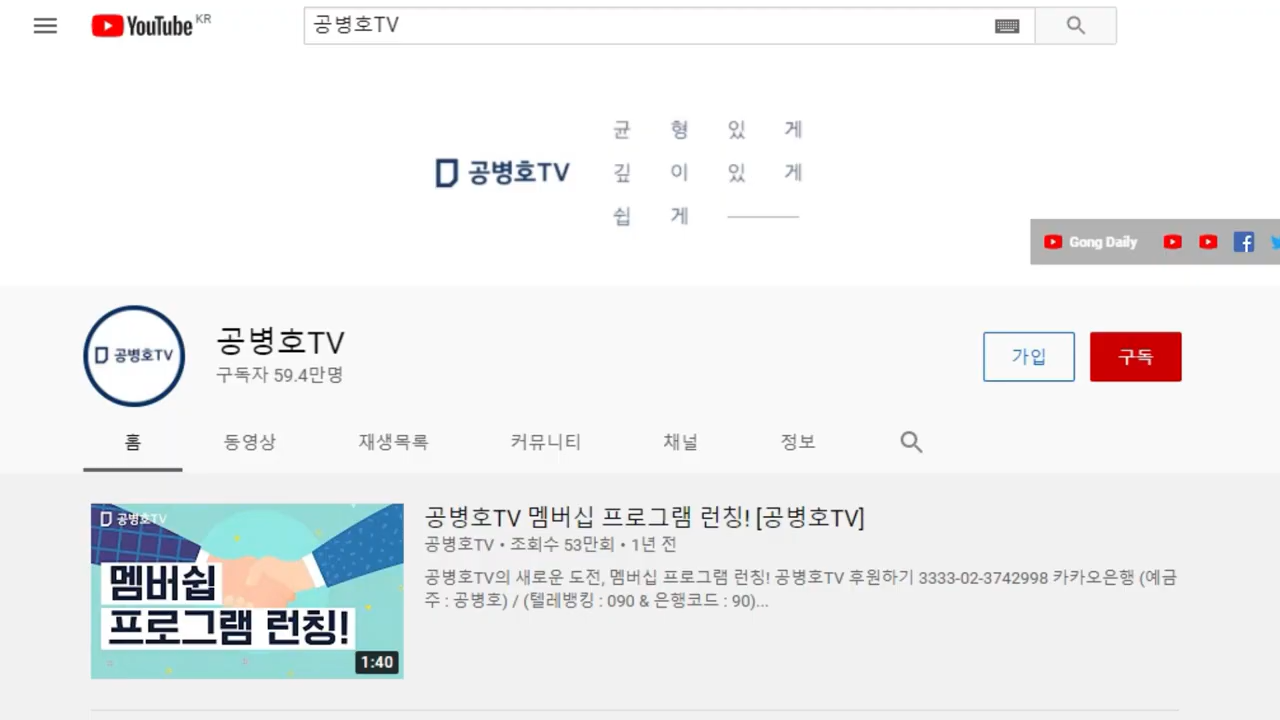 YouTube KR
공병호TV
공병호TV
균형있게
깊이있게
쉽게
Gong Daily
공병호TV
공병호TV
구독자 59.4만명
가입
구독
홈
동영상
재생목록
커뮤니티
채널
정보
공병호TV
멤버쉽
프로그램 런칭!
1:40
공병호TV 멤버십 프로그램 런칭! [공병호TV]
공병호TV • 조회수 53만회 • 1년 전
공병호TV의 새로운 도전, 멤버십 프로그램 런칭! 공병호TV 후원하기 3333-02-3742998 카카오은행 (예금
주 : 공병호) / (텔레뱅킹 : 090 & 은행코드 : 90)...